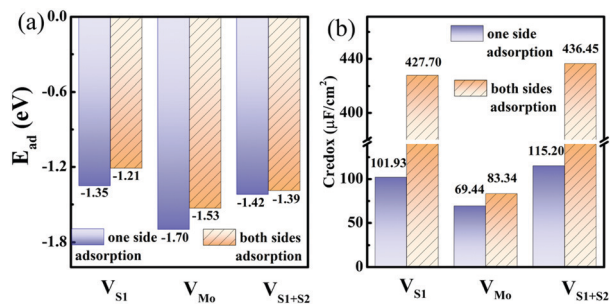 (a)
0.0
-0.6
-1.2
-1.8
E_ad (eV)
-1.35
-1.21
-1.70
-1.53
-1.42
-1.39
one side
adsorption
both sides
adsorption
V_S1
V_Mo
V_S1+S2
(b)
440
420
100
50
0
Credox (μF/cm²)
one side
adsorption
both sides
adsorption
101.93
427.70
69.44
83.34
115.20
436.45
V_S1
V_Mo
V_S1+S2